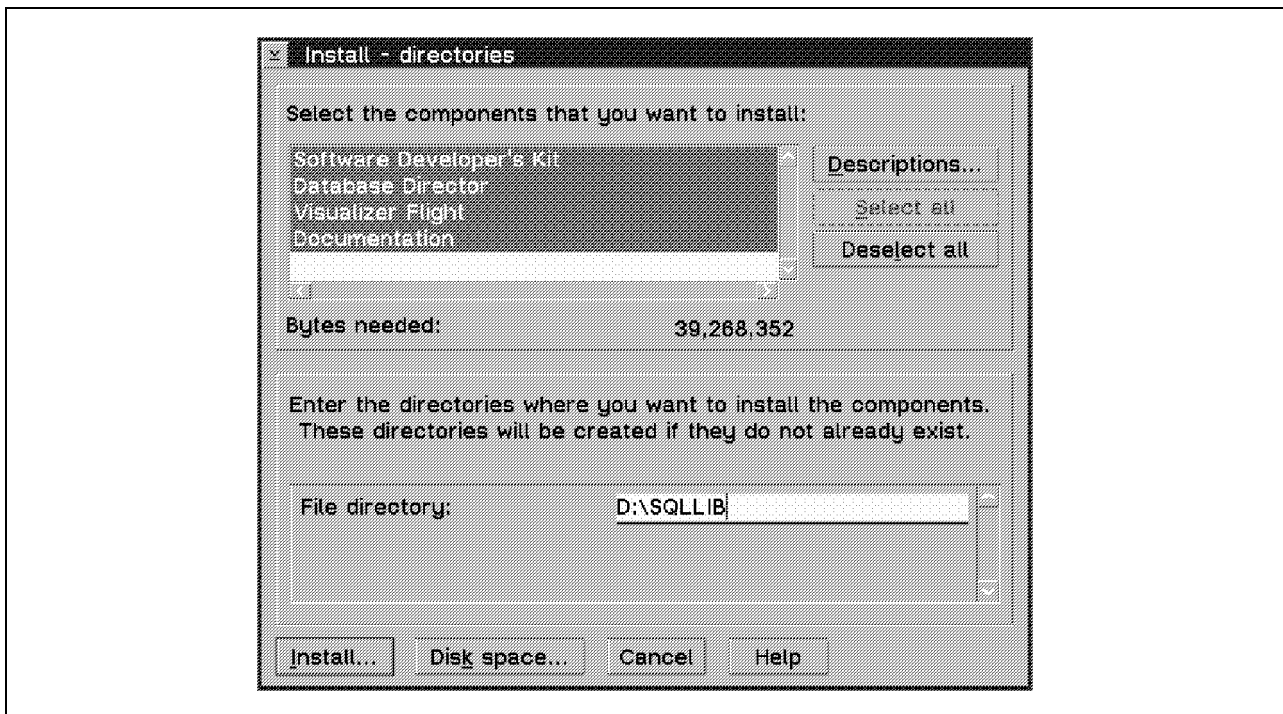 Install - directories
Select the components that you want to install:
Software Developer's Kit
Database Director
Visualizer Flight
Documentation
Descriptions...
Select all
Deselect all
Bytes needed: 39,268,352
Enter the directories where you want to install the components.
These directories will be created if they do not already exist.
File directory: D:\SQLLIB
Install... Disk space... Cancel Help